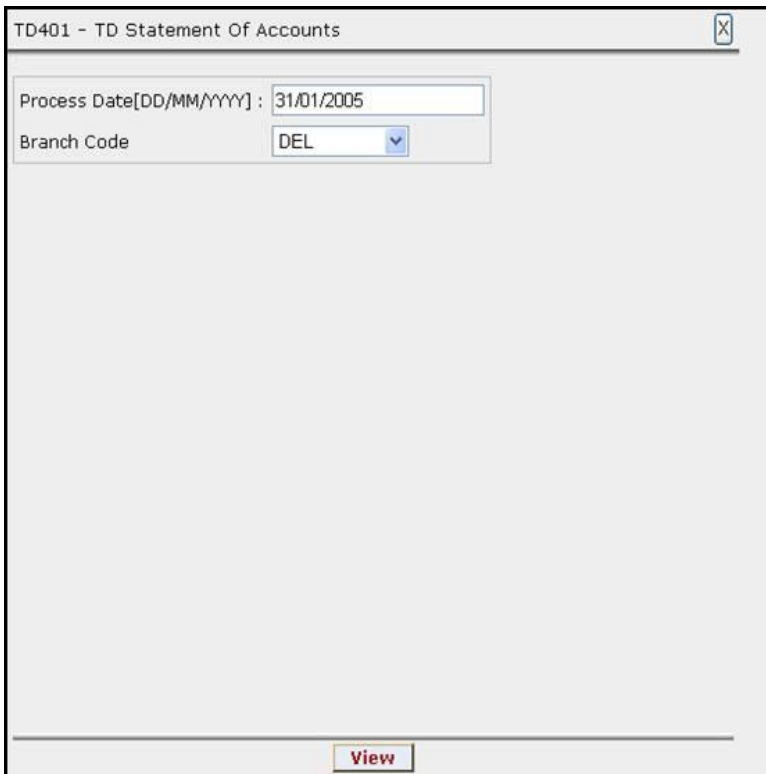 TD401 - TD Statement Of Accounts X
Process Date[DD/MM/YYYY] : 31/01/2005
Branch Code DEL
View